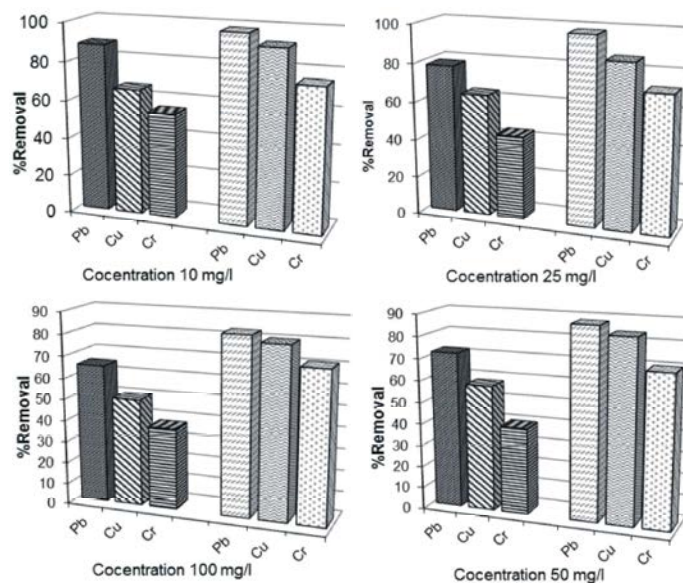 %Removal
100
80
60
40
20
0
Pb
Cu
Cr
Pb
Cu
Cr
Cocentration 10 mg/l
%Removal
100
80
60
40
20
0
Pb
Cu
Cr
Pb
Cu
Cr
Cocentration 25 mg/l
%Removal
90
80
70
60
50
40
30
20
10
0
Pb
Cu
Cr
Pb
Cu
Cr
Cocentration 100 mg/l
%Removal
90
80
70
60
50
40
30
20
10
0
Pb
Cu
Cr
Pb
Cu
Cr
Cocentration 50 mg/l